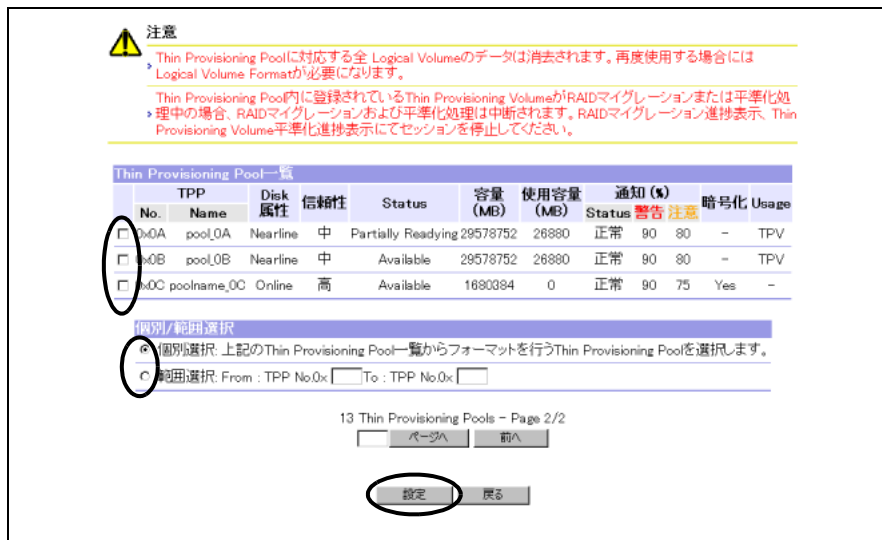 注意
Thin Provisioning Poolに対応する全 Logical Volumeのデータは消去されます。再度使用する場合には
Logical Volume Formatが必要になります。
Thin Provisioning Pool内に登録されているThin Provisioning VolumeがRAIDマイグレーションまたは平準化処
理中の場合、RAIDマイグレーションおよび平準化処理は中断されます。RAIDマイグレーション進捗表示、Thin
Provisioning Volume平準化進捗表示にてセッションを停止してください。
Thin Provisioning Pool一覧
TPP Disk属性 信頼性 Status 容量(MB) 使用容量(MB) 通知(%) 暗号化 Usage
No. Name Status 警告 注意
0x0A pool_0A Nearline 中 Partially Readying 29578752 26880 正常 90 80 - TPV
0x0B pool_0B Nearline 中 Available 29578752 26880 正常 90 80 - TPV
0x0C poolname_0C Online 高 Available 1680384 0 正常 90 75 Yes -
個別/範囲選択
個別選択: 上記のThin Provisioning Pool一覧からフォーマットを行うThin Provisioning Poolを選択します。
範囲選択: From : TPP No.0x To : TPP No.0x
13 Thin Provisioning Pools - Page 2/2
ページへ 前へ
設定 戻る